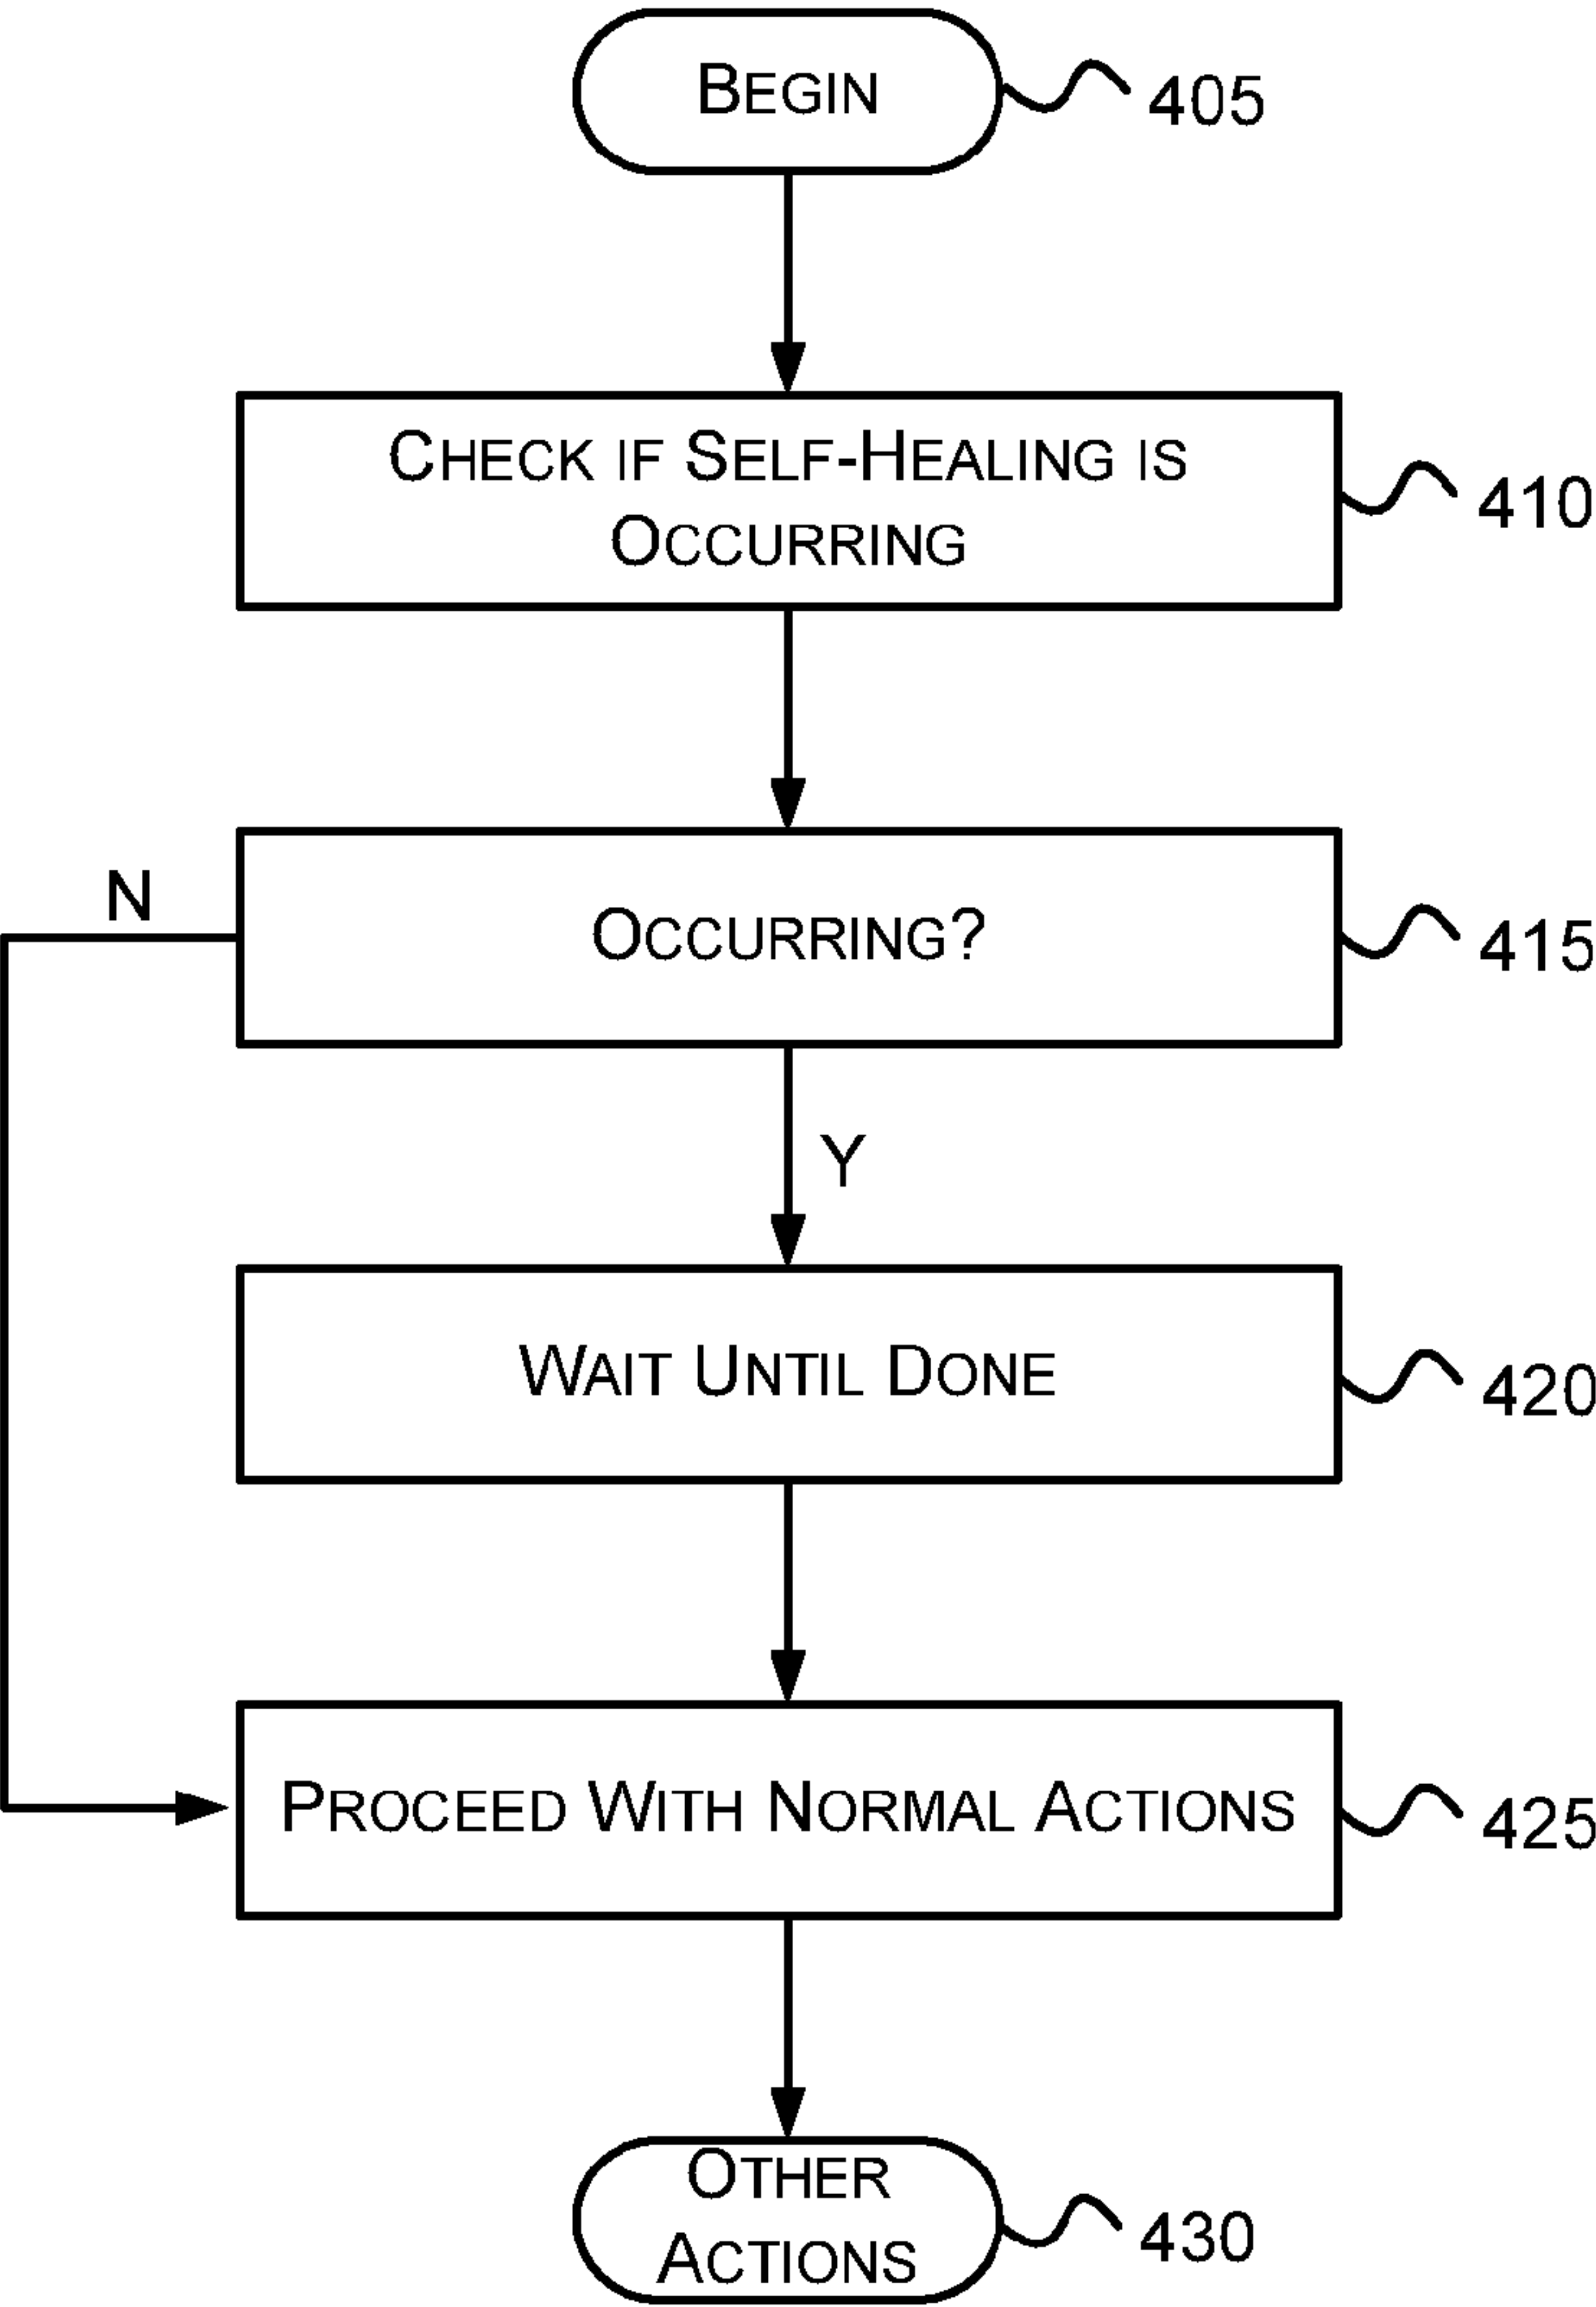 BEGIN
405
CHECK IF SELF-HEALING IS
OCCURRING
410
N
OCCURRING?
415
Y
WAIT UNTIL DONE
420
PROCEED WITH NORMAL ACTIONS
425
OTHER
ACTIONS
430